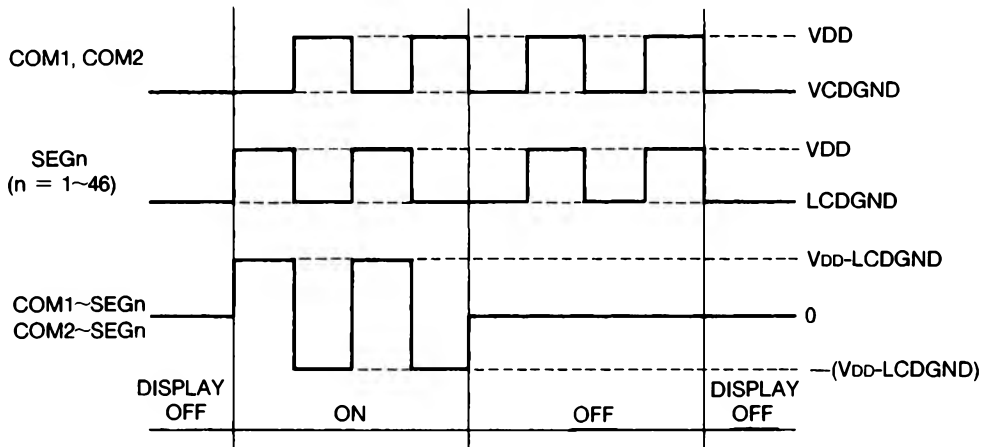 COM1, COM2
VDD
VCDGND
SEGn
(n = 1~46)
VDD
LCDGND
COM1~SEGn
COM2~SEGn
VDD-LCDGND
0
—(VDD-LCDGND)
DISPLAY
OFF
ON
OFF
DISPLAY
OFF